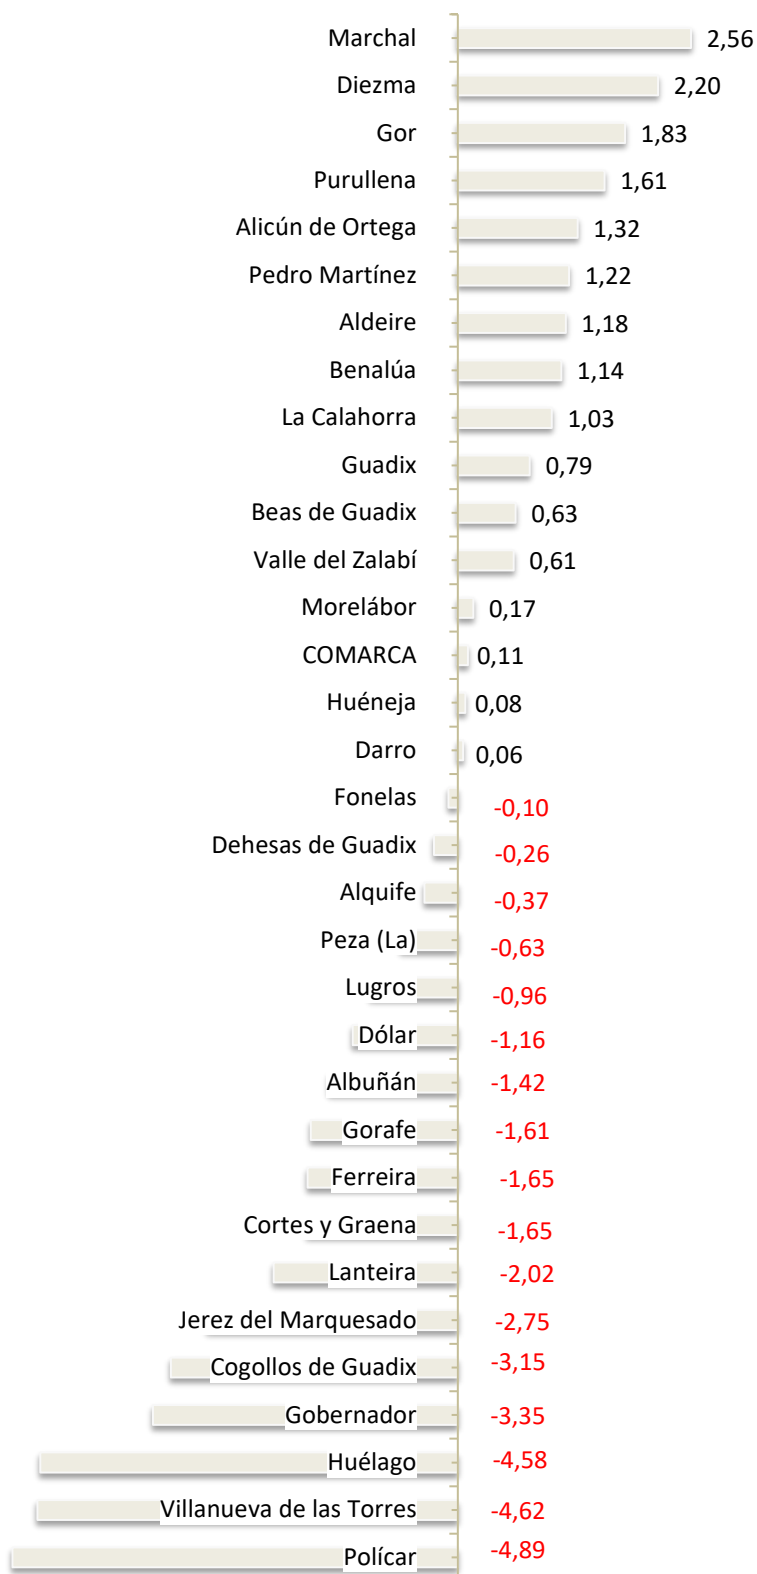 Marchal 2,56
Diezma 2,20
Gor 1,83
Purullena 1,61
Alicún de Ortega 1,32
Pedro Martínez 1,22
Aldeire 1,18
Benalúa 1,14
La Calahorra 1,03
Guadix 0,79
Beas de Guadix 0,63
Valle del Zalabí 0,61
Morelábor 0,17
COMARCA 0,11
Huéneja 0,08
Darro 0,06
Fonelas -0,10
Dehesas de Guadix -0,26
Alquife -0,37
Peza (La) -0,63
Lugros -0,96
Dólar -1,16
Albuñán -1,42
Gorafe -1,61
Ferreira -1,65
Cortes y Graena -1,65
Lanteira -2,02
Jerez del Marquesado -2,75
Cogollos de Guadix -3,15
Gobernador -3,35
Huélago -4,58
Villanueva de las Torres -4,62
Polícar -4,89